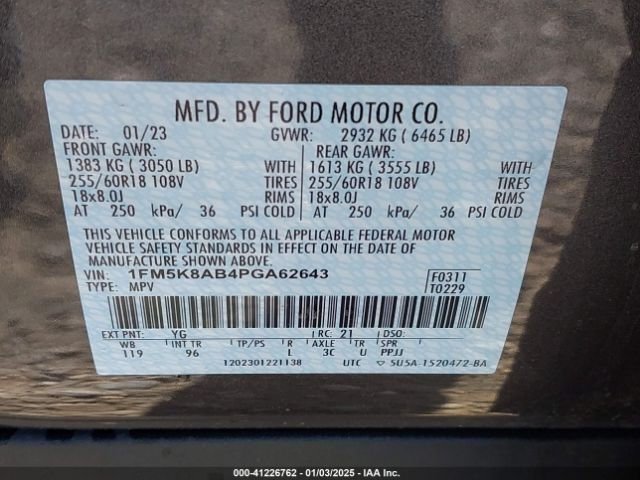 MFD. BY FORD MOTOR CO.
DATE: 01/23 GVWR: 2932 KG ( 6465 LB)
FRONT GAWR: REAR GAWR:
1383 KG ( 3050 LB) WITH 1613 KG ( 3555 LB) WITH
255/60R18 108V TIRES 255/60R18 108V TIRES
18x8.0J RIMS 18x8.0J RIMS
AT 250 kPa/ 36 PSI COLD AT 250 kPa/ 36 PSI COLD
THIS VEHICLE CONFORMS TO ALL APPLICABLE FEDERAL MOTOR
VEHICLE SAFETY STANDARDS IN EFFECT ON THE DATE OF
MANUFACTURE SHOWN ABOVE.
VIN: 1FM5K8AB4PGA62643 F0311
TYPE: MPV T0229
EXT PNT: YG RC: 21 DSO:
WB INT TR TP/PS R AXLE TR SPR
119 96 L 3C U PPJJ
1202301221138 UTC ▽ 5U5A-1520472-BA
000-41226762 - 01/03/2025 - IAAI.COM